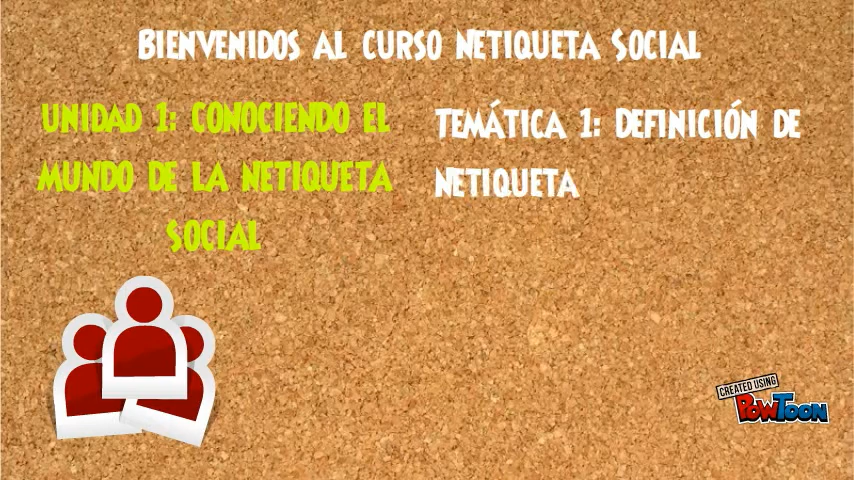 BIENVENIDOS AL CURSO NETIQUETA SOCIAL
UNIDAD 1: CONOCIENDO EL
MUNDO DE LA NETIQUETA
SOCIAL
TEMÁTICA 1: DEFINICIÓN DE
NETIQUETA
CREATED USING
POWTOON